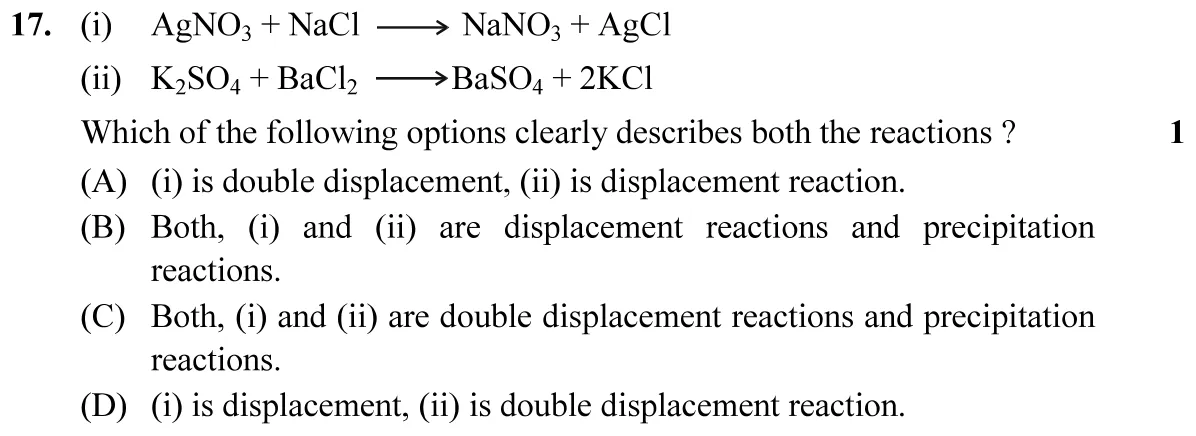 17. (i) AgNO₃ + NaCl ⟶ NaNO₃ + AgCl
(ii) K₂SO₄ + BaCl₂ ⟶ BaSO₄ + 2KCl
Which of the following options clearly describes both the reactions ? 1
(A) (i) is double displacement, (ii) is displacement reaction.
(B) Both, (i) and (ii) are displacement reactions and precipitation
reactions.
(C) Both, (i) and (ii) are double displacement reactions and precipitation
reactions.
(D) (i) is displacement, (ii) is double displacement reaction.